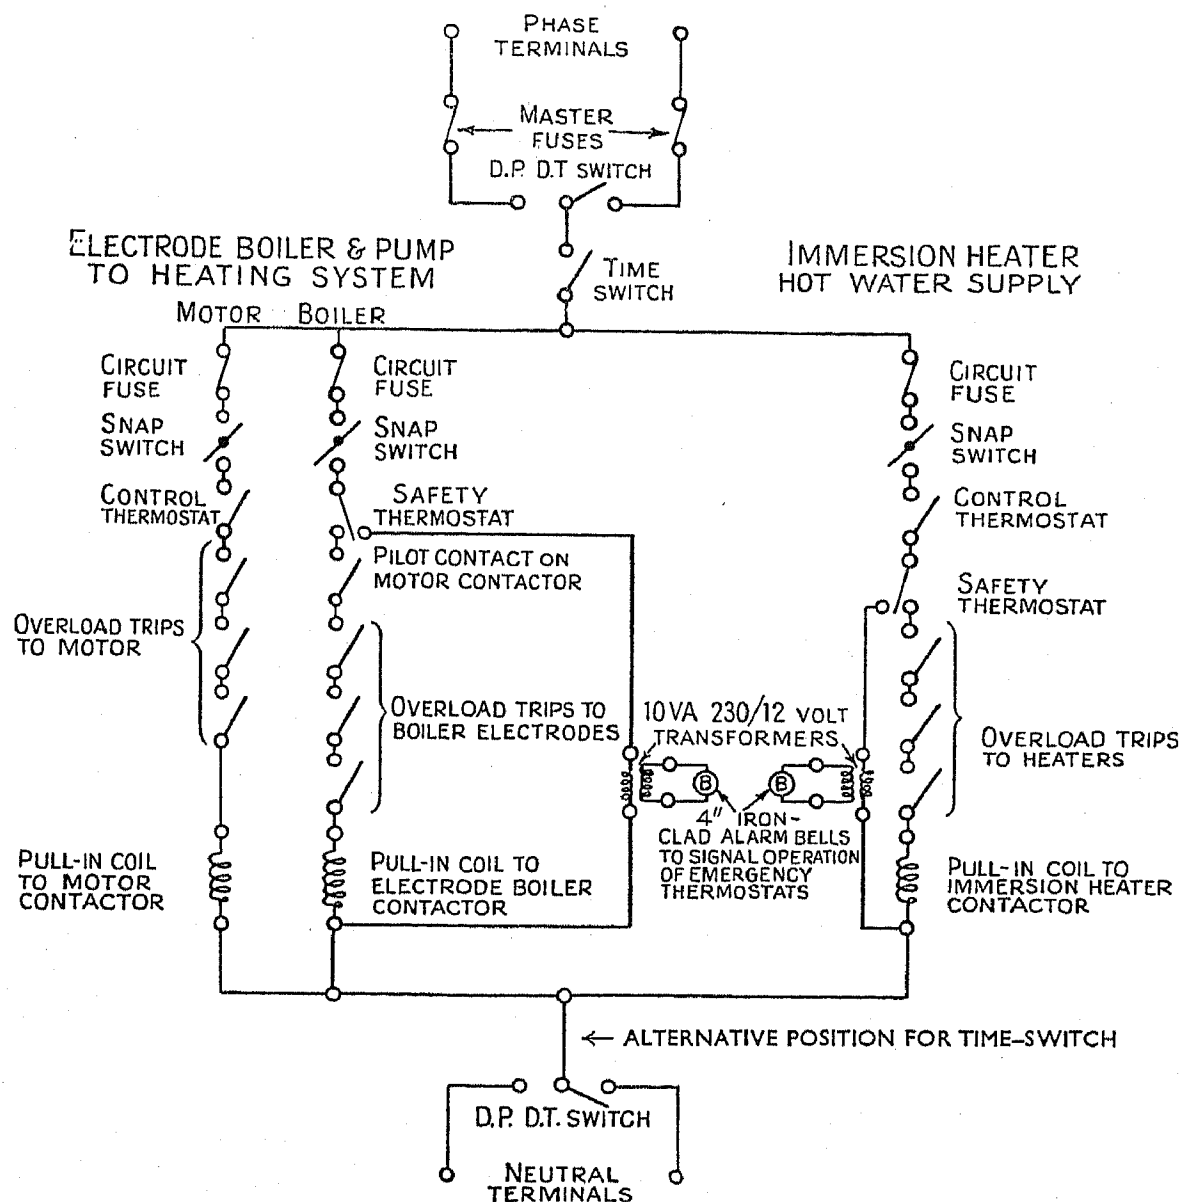 PHASE
TERMINALS
MASTER
FUSES
D.P. D.T SWITCH
ELECTRODE BOILER & PUMP
TO HEATING SYSTEM
TIME
SWITCH
IMMERSION HEATER
HOT WATER SUPPLY
MOTOR
BOILER
CIRCUIT
FUSE
CIRCUIT
FUSE
CIRCUIT
FUSE
SNAP
SWITCH
SNAP
SWITCH
SNAP
SWITCH
CONTROL
THERMOSTAT
SAFETY
THERMOSTAT
CONTROL
THERMOSTAT
PILOT CONTACT ON
MOTOR CONTACTOR
SAFETY
THERMOSTAT
OVERLOAD TRIPS
TO MOTOR
OVERLOAD TRIPS TO
BOILER ELECTRODES
10VA 230/12 VOLT
TRANSFORMERS
OVERLOAD TRIPS
TO HEATERS
B
B
4" IRON-
CLAD ALARM BELLS
TO SIGNAL OPERATION
OF EMERGENCY
THERMOSTATS
PULL-IN COIL
TO MOTOR
CONTACTOR
PULL-IN COIL TO
ELECTRODE BOILER
CONTACTOR
PULL-IN COIL TO
IMMERSION HEATER
CONTACTOR
ALTERNATIVE POSITION FOR TIME-SWITCH
D.P. D.T. SWITCH
NEUTRAL
TERMINALS